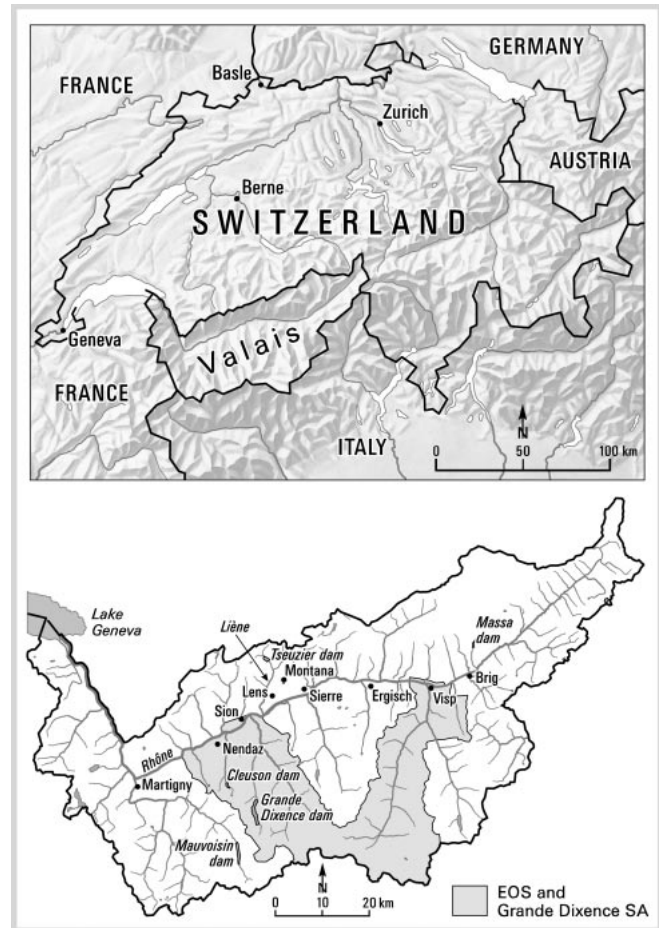 GERMANY
FRANCE
Basle
Zurich
AUSTRIA
Berne
SWITZERLAND
Geneva
Valais
FRANCE
ITALY
N
0 50 100 km
Lake
Geneva
Massa
dam
Liène
Tseuzier dam
Montana
Brig
Lens
Sierre
Ergisch
Visp
Sion
Rhône
Nendaz
Cleuson dam
Martigny
Grande
Dixence dam
Mauvoisin
dam
N
0 10 20 km
EOS and
Grande Dixence SA